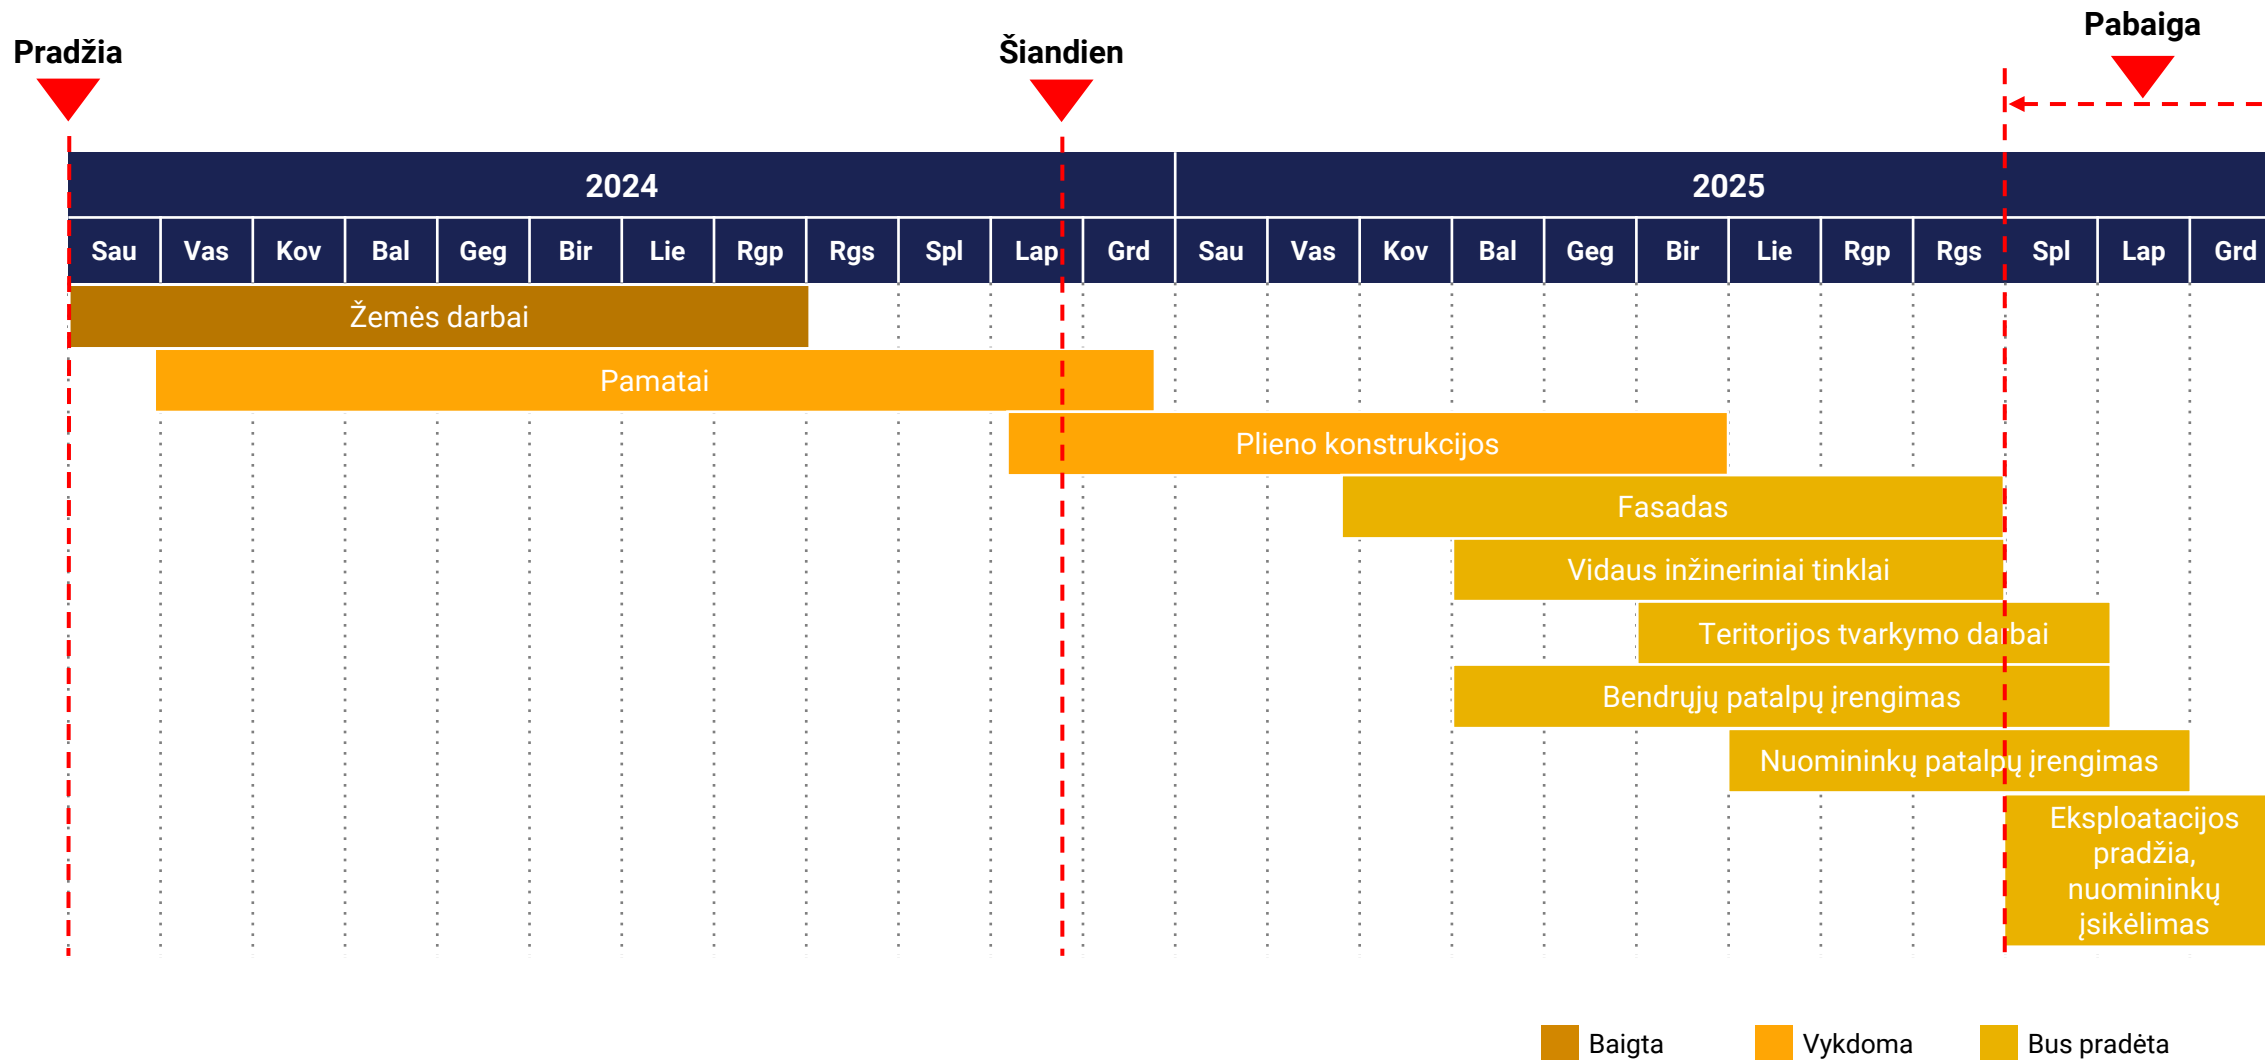 Pabaiga
Pradžia
Šiandien
2024
2025
Sau Vas Kov Bal Geg Bir Lie Rgp Rgs Spl Lap Grd Sau Vas Kov Bal Geg Bir Lie Rgp Rgs Spl Lap Grd
Žemės darbai
Pamatai
Plieno konstrukcijos
Fasadas
Vidaus inžineriniai tinklai
Teritorijos tvarkymo darbai
Bendrųjų patalpų įrengimas
Nuomininkų patalpų įrengimas
Eksploatacijos
pradžia,
nuomininkų
įsikėlimas
Baigta
Vykdoma
Bus pradėta